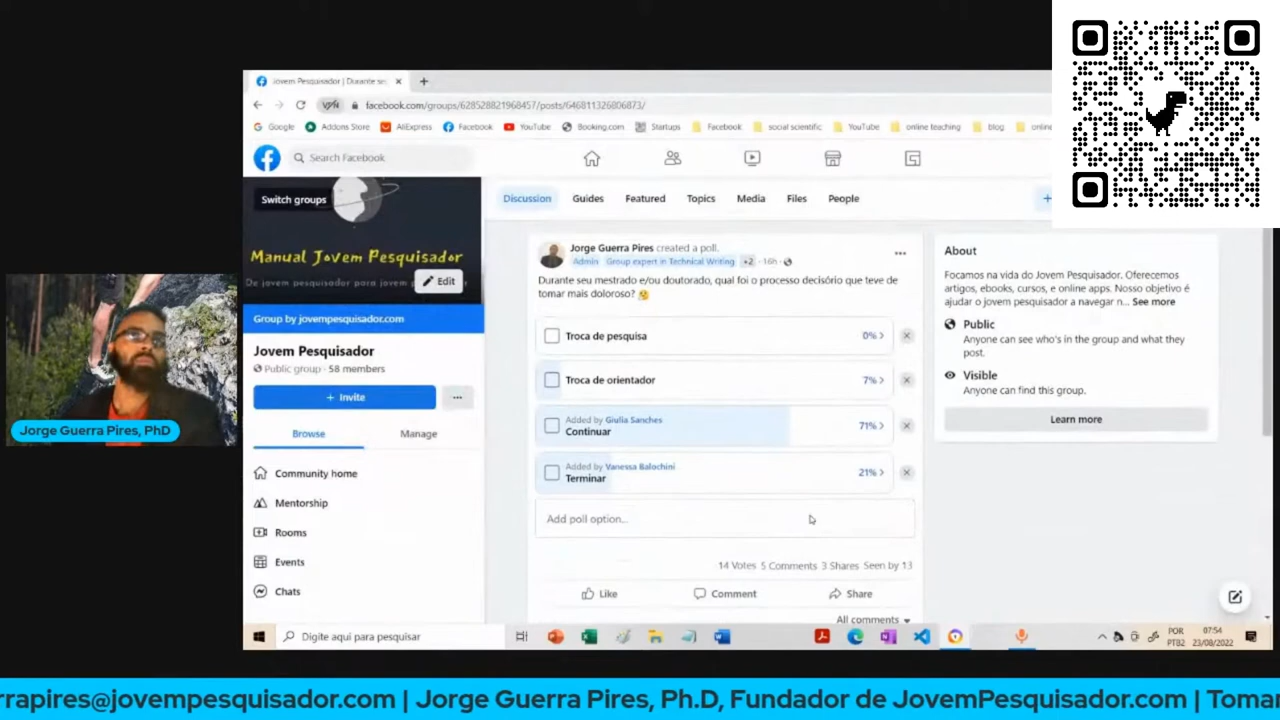 Jovem Pesquisador | Durante se
facebook.com/groups/628528821968457/posts/646811326806873/
Google
Addons Store
AliExpress
Facebook
YouTube
Booking.com
Startups
Facebook
social scientific
YouTube
online teaching
blog
online
Search Facebook
Switch groups
Manual Jovem Pesquisador
De jovem pesquisador para jovem
Edit
Group by jovempesquisador.com
Jovem Pesquisador
Public group · 58 members
+ Invite
Browse
Manage
Community home
Mentorship
Rooms
Events
Chats
Discussion
Guides
Featured
Topics
Media
Files
People
Jorge Guerra Pires created a poll.
Admin Group expert in Technical Writing +2 · 16h ·
Durante seu mestrado e/ou doutorado, qual foi o processo decisório que teve de
tomar mais doloroso?
Troca de pesquisa
0%
Troca de orientador
7%
Added by Giulia Sanches
Continuar
71%
Added by Vanessa Balochini
Terminar
21%
Add poll option...
14 Votes 5 Comments 3 Shares Seen by 13
Like
Comment
Share
All comments
About
Focamos na vida do Jovem Pesquisador. Oferecemos
artigos, ebooks, cursos, e online apps. Nosso objetivo é
ajudar o jovem pesquisador a navegar n... See more
Public
Anyone can see who's in the group and what they
post.
Visible
Anyone can find this group.
Learn more
Jorge Guerra Pires, PhD
Digite aqui para pesquisar
POR
PTB2
07:54
23/08/2022
rrapires@jovempesquisador.com | Jorge Guerra Pires, Ph.D, Fundador de JovemPesquisador.com | Toma